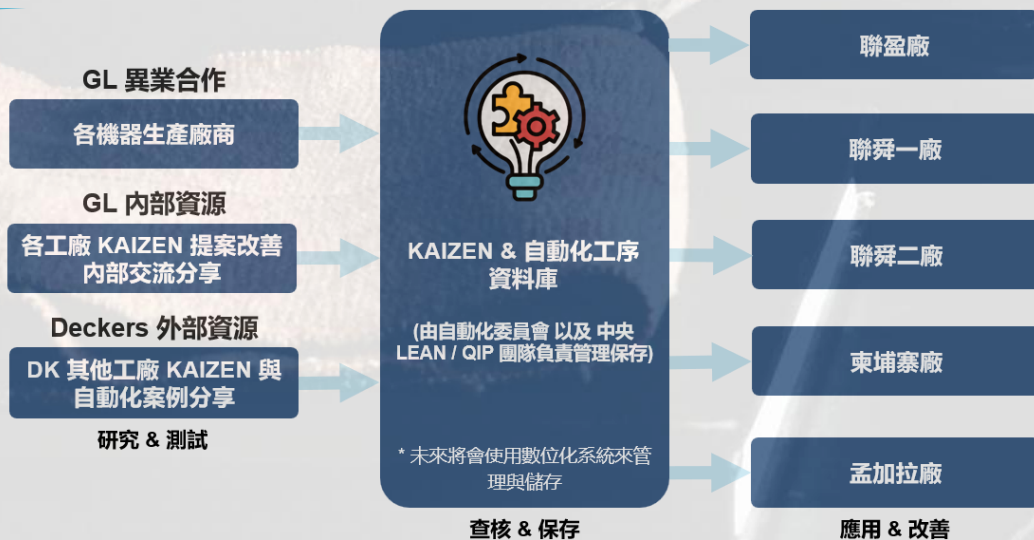 GL 異業合作
各機器生產廠商
GL 內部資源
各工廠 KAIZEN 提案改善
內部交流分享
Deckers 外部資源
DK 其他工廠 KAIZEN 與
自動化案例分享
研究 & 測試
KAIZEN & 自動化工序
資料庫
(由自動化委員會 以及 中央
LEAN / QIP 團隊負責管理保存)
* 未來將會使用數位化系統來管
理與儲存
查核 & 保存
聯盈廠
聯舜一廠
聯舜二廠
柬埔寨廠
孟加拉廠
應用 & 改善